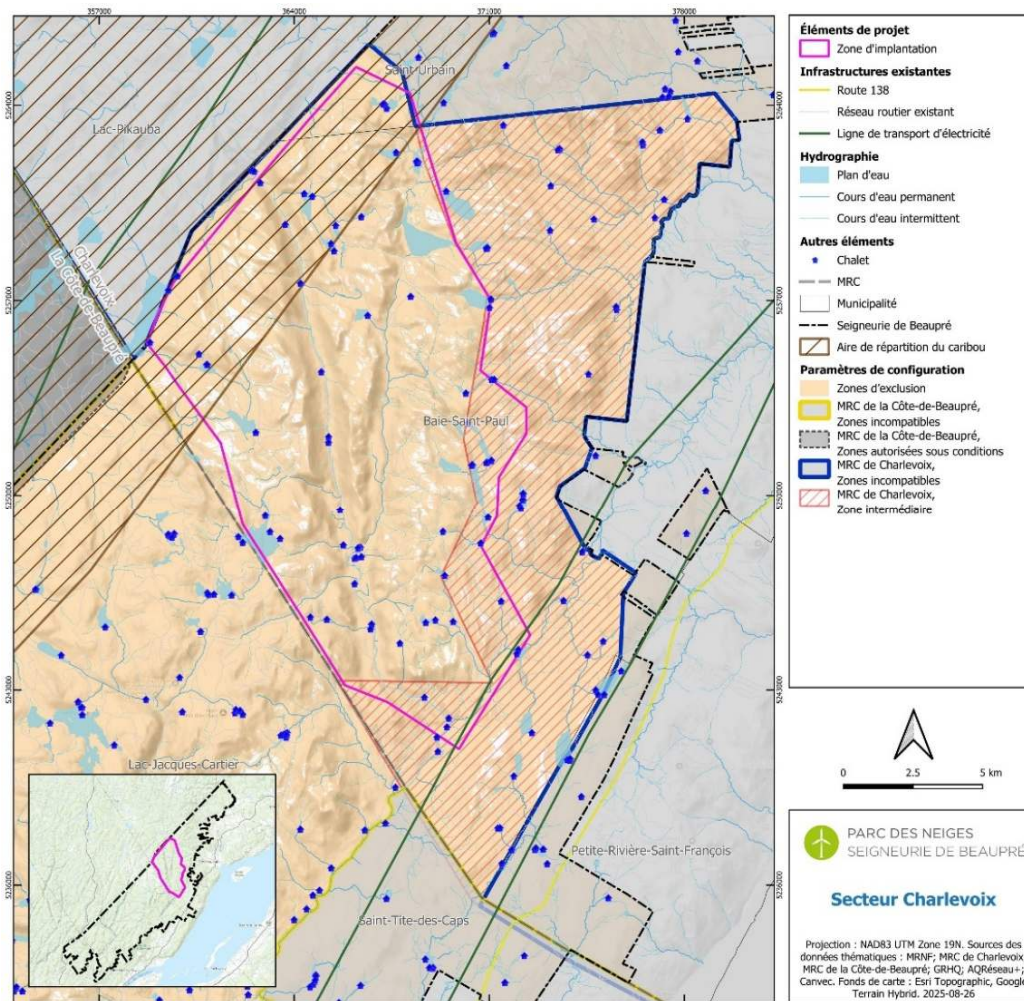 357000
364000
371000
378000
5264000
5264000
Saint-Urbain
Lac-Pikauba
Charlevoix
La Côte-de-Beaupré
5257000
5257000
Baie-Saint-Paul
5250000
5250000
5243000
5243000
Lac-Jacques-Cartier
Petite-Rivière-Saint-François
5236000
Saint-Tite-des-Caps
Éléments de projet
Zone d'implantation
Infrastructures existantes
Route 138
Réseau routier existant
Ligne de transport d'électricité
Hydrographie
Plan d'eau
Cours d'eau permanent
Cours d'eau intermittent
Autres éléments
Chalet
MRC
Municipalité
Seigneurie de Beaupré
Aire de répartition du caribou
Paramètres de configuration
Zones d'exclusion
MRC de la Côte-de-Beaupré,
Zones incompatibles
MRC de la Côte-de-Beaupré,
Zones autorisées sous conditions
MRC de Charlevoix,
Zones incompatibles
MRC de Charlevoix,
Zone intermédiaire
0 2.5 5 km
PARC DES NEIGES
SEIGNEURIE DE BEAUPRÉ
Secteur Charlevoix
Projection : NAD83 UTM Zone 19N. Sources des
données thématiques : MRNF; MRC de Charlevoix;
MRC de la Côte-de-Beaupré; GRHQ; AQRéseau+;
Canvec. Fonds de carte : Esri Topographic, Google
Terrain Hybrid. 2025-08-26